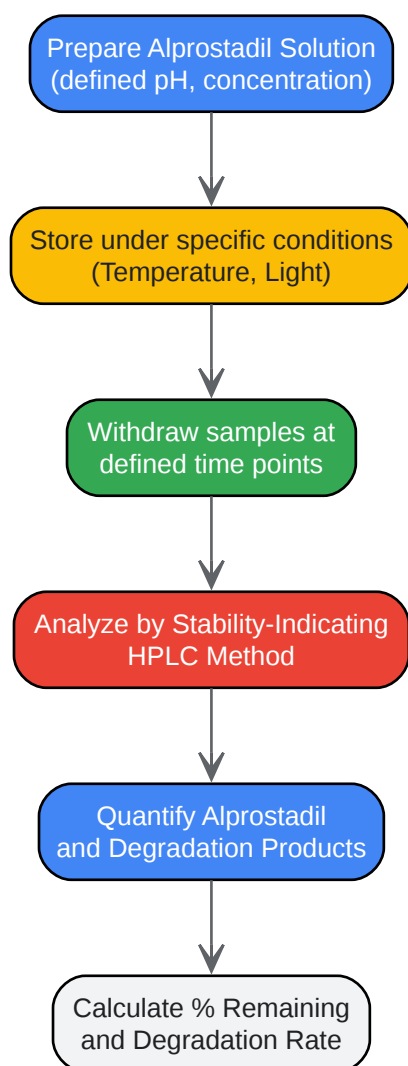 Prepare Alprostadil Solution
(defined pH, concentration)
Store under specific conditions
(Temperature, Light)
Withdraw samples at
defined time points
Analyze by Stability-Indicating
HPLC Method
Quantify Alprostadil
and Degradation Products
Calculate % Remaining
and Degradation Rate